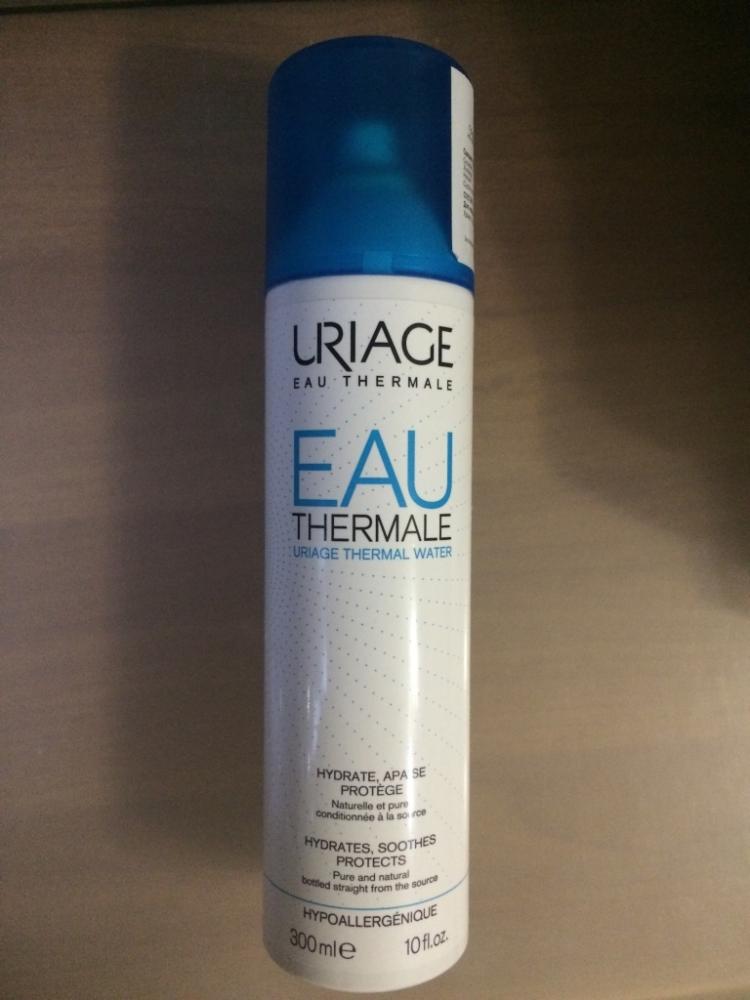 URIAGE
EAU THERMALE
EAU
THERMALE
URIAGE THERMAL WATER
HYDRATE, APAISE
PROTÈGE
Naturelle et pure
conditionnée à la source
HYDRATES, SOOTHES
PROTECTS
Pure and natural
bottled straight from the source
HYPOALLERGÉNIQUE
300 ml e 10 fl.oz.